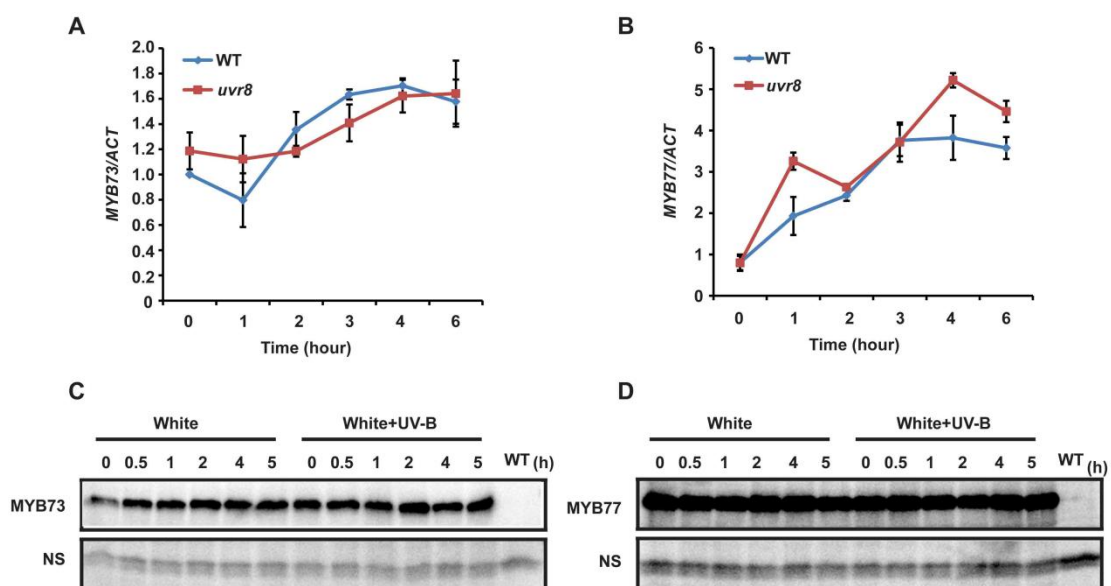 A
2.0
1.8
1.6
1.4
1.2
1.0
0.8
0.6
0.4
0.2
0
MYB73/ACT
WT
uvr8
0 1 2 3 4 6
Time (hour)
B
6
5
4
3
2
1
0
MYB77/ACT
WT
uvr8
0 1 2 3 4 6
Time (hour)
C
White White+UV-B
0 0.5 1 2 4 5 0 0.5 1 2 4 5 WT (h)
MYB73
NS
D
White White+UV-B
0 0.5 1 2 4 5 0 0.5 1 2 4 5 WT (h)
MYB77
NS